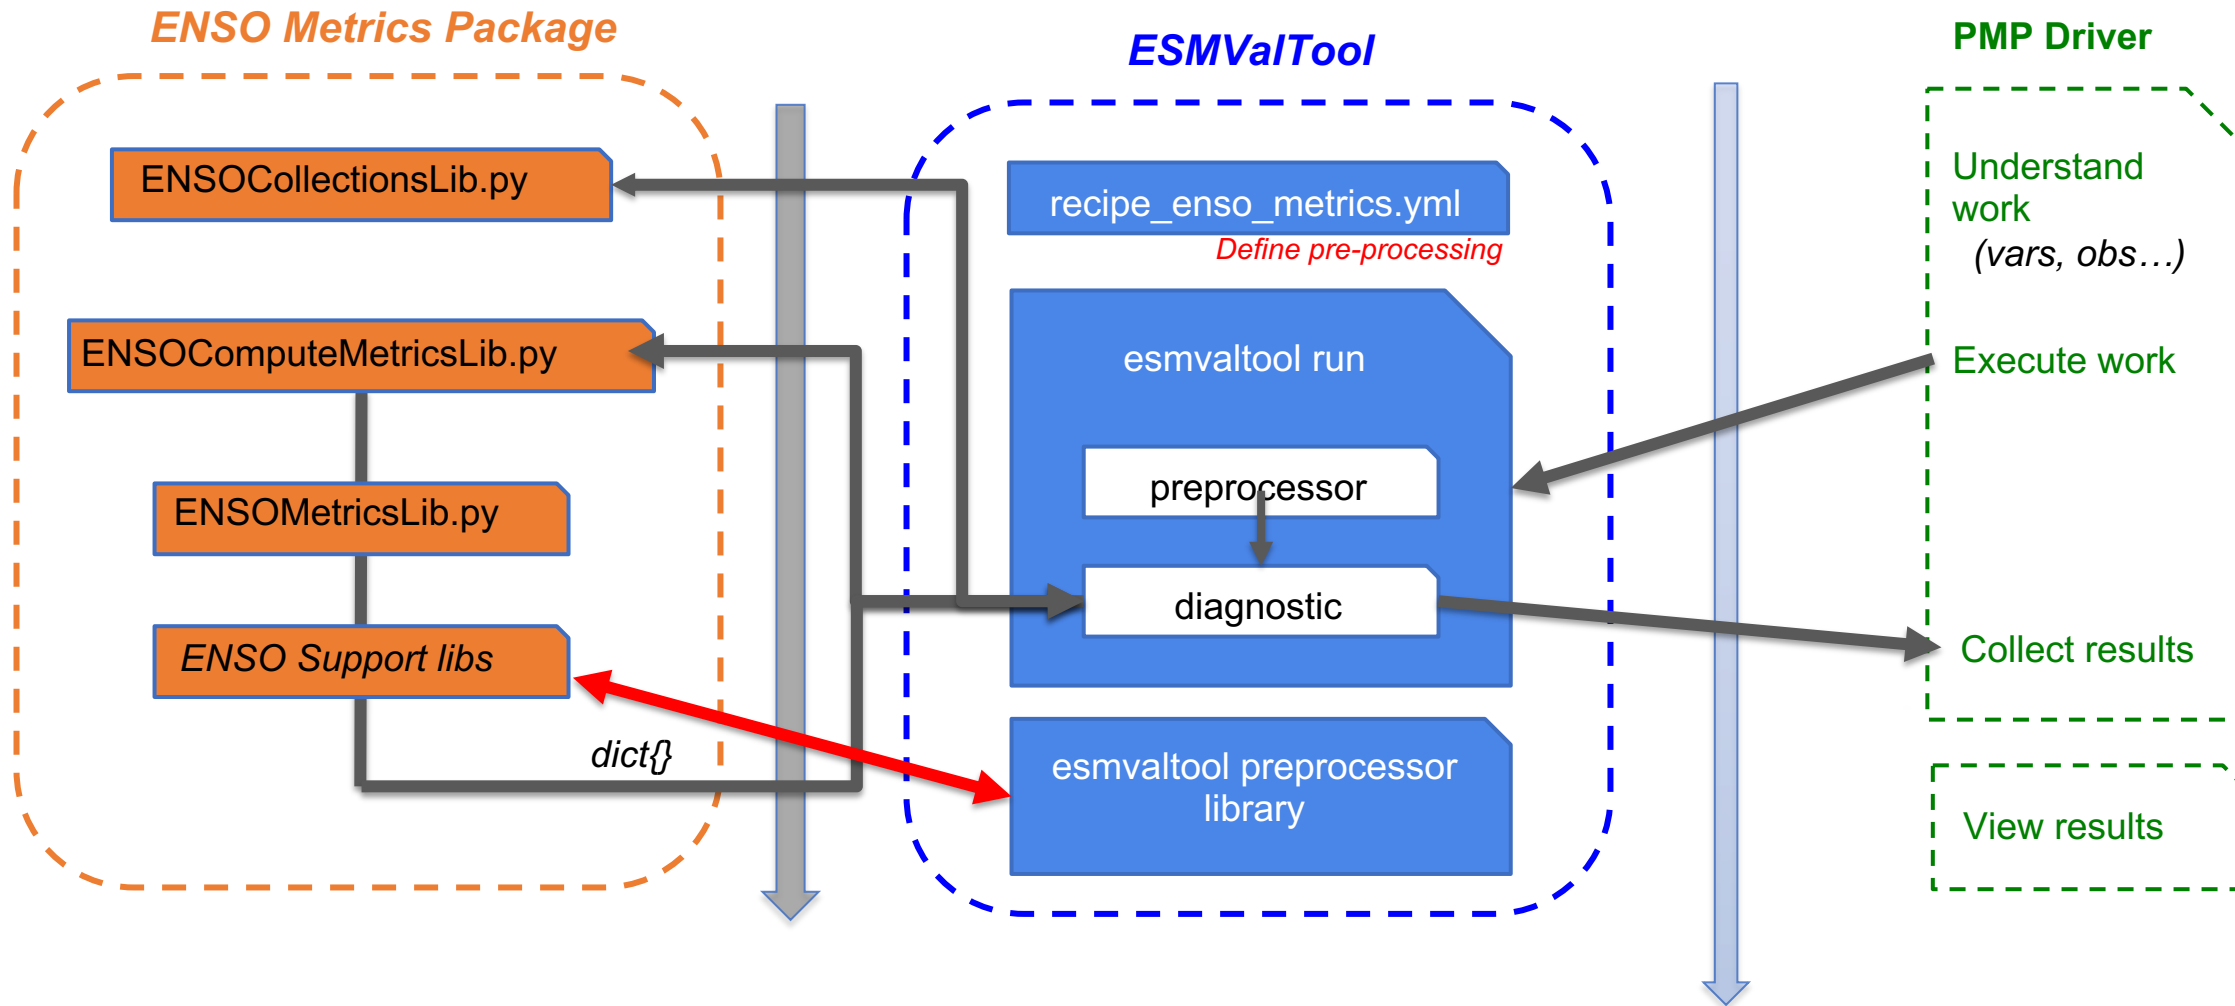 ENSO Metrics Package
ENSOCollectionsLib.py
ENSOComputeMetricsLib.py
ENSOMetricsLib.py
ENSO Support libs
dict{}
ESMValTool
recipe_enso_metrics.yml
Define pre-processing
esmvaltool run
preprocessor
diagnostic
esmvaltool preprocessor
library
PMP Driver
Understand
work
(vars, obs…)
Execute work
Collect results
View results